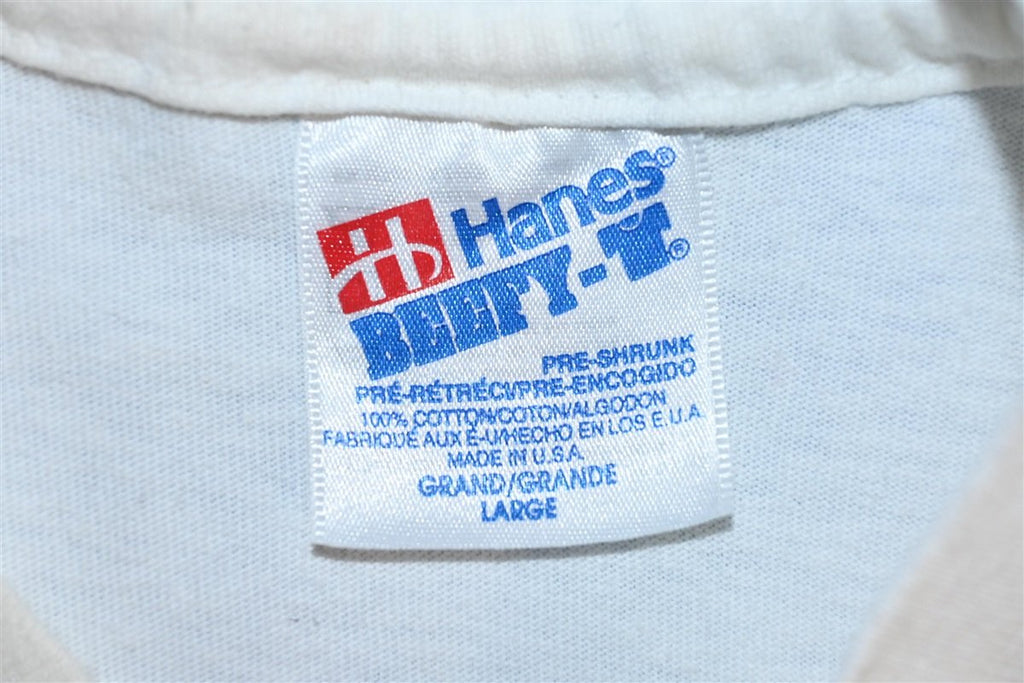 H Hanes®
BEEFY-T®
PRE-SHRUNK
PRÉ-RÉTRÉCI/PRE-ENCOGIDO
100% COTTON/COTON/ALGODON
FABRIQUÉ AUX É-U/HECHO EN LOS E.U.A.
MADE IN U.S.A.
GRAND/GRANDE
LARGE